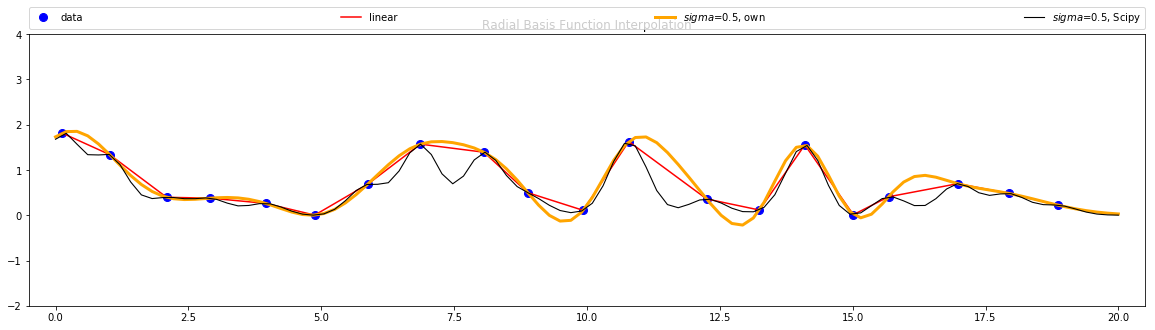 data linear sigma=0.5, own sigma=0.5, Scipy
Radial Basis Function Interpolation
4
3
2
1
0
−1
−2
0.0 2.5 5.0 7.5 10.0 12.5 15.0 17.5 20.0